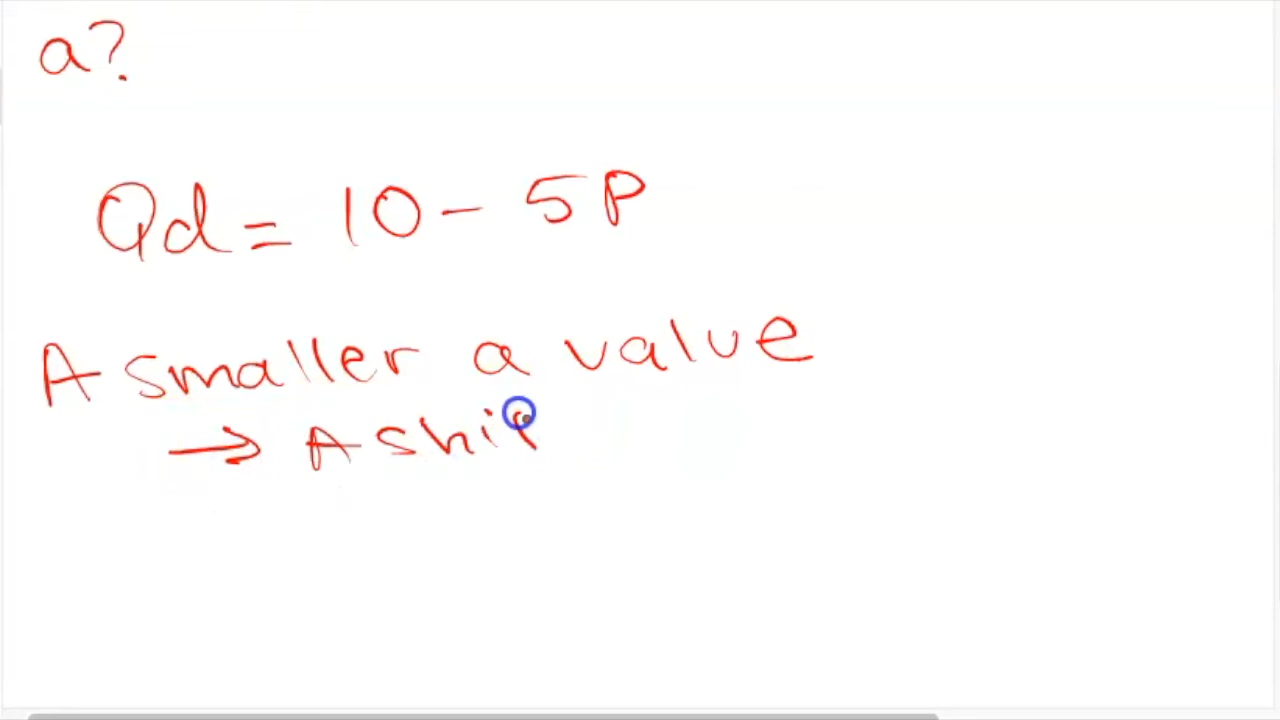 a?
Qd = 10 - 5P
A smaller a value
→ A shi